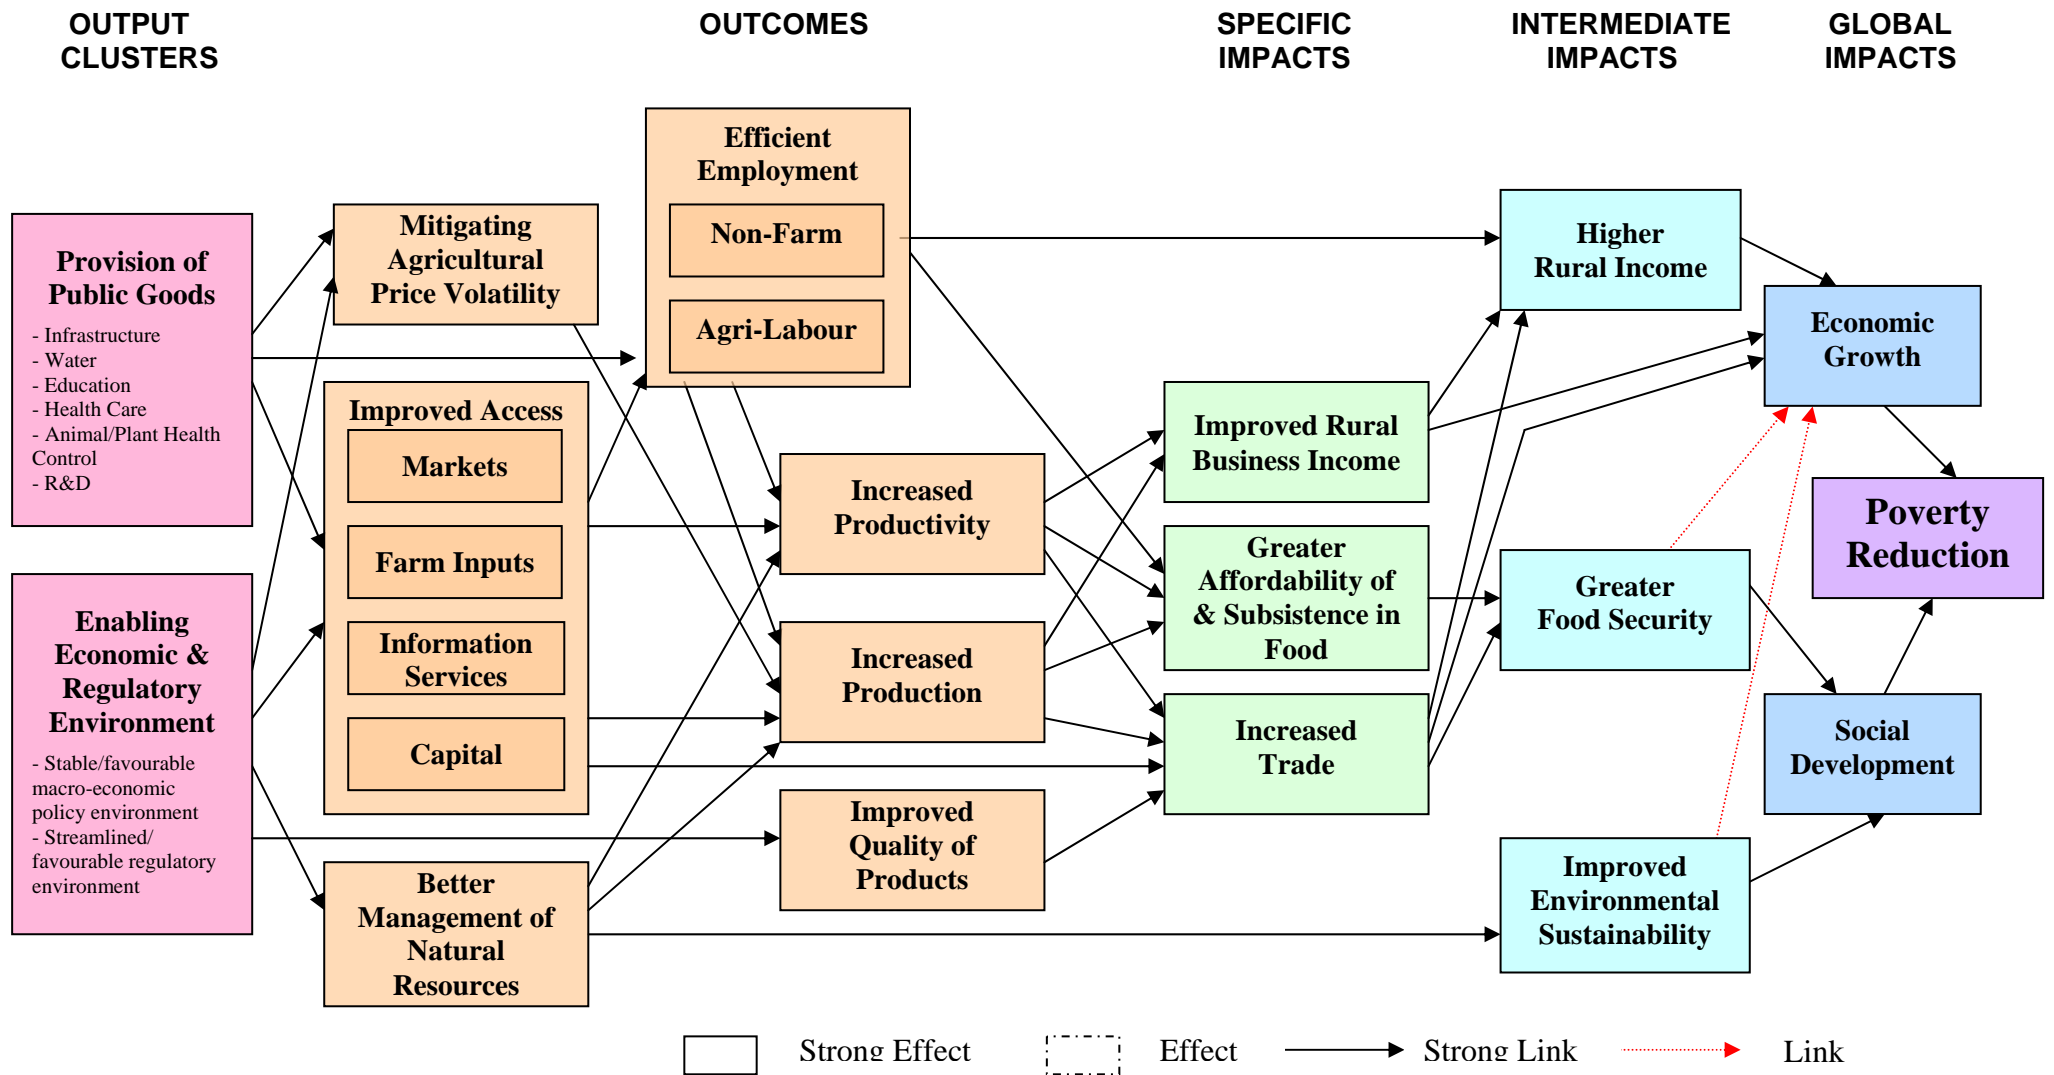 OUTPUT
CLUSTERS
OUTCOMES
SPECIFIC
IMPACTS
INTERMEDIATE
IMPACTS
GLOBAL
IMPACTS
Provision of
Public Goods
- Infrastructure
- Water
- Education
- Health Care
- Animal/Plant Health
Control
- R&D
Enabling
Economic &
Regulatory
Environment
- Stable/favourable
macro-economic
policy environment
- Streamlined/
favourable regulatory
environment
Mitigating
Agricultural
Price Volatility
Improved Access
Markets
Farm Inputs
Information
Services
Capital
Better
Management of
Natural
Resources
Efficient
Employment
Non-Farm
Agri-Labour
Increased
Productivity
Increased
Production
Improved
Quality of
Products
Improved Rural
Business Income
Greater
Affordability of
& Subsistence in
Food
Increased
Trade
Higher
Rural Income
Greater
Food Security
Improved
Environmental
Sustainability
Economic
Growth
Poverty
Reduction
Social
Development
Strong Effect
Effect
Strong Link
Link